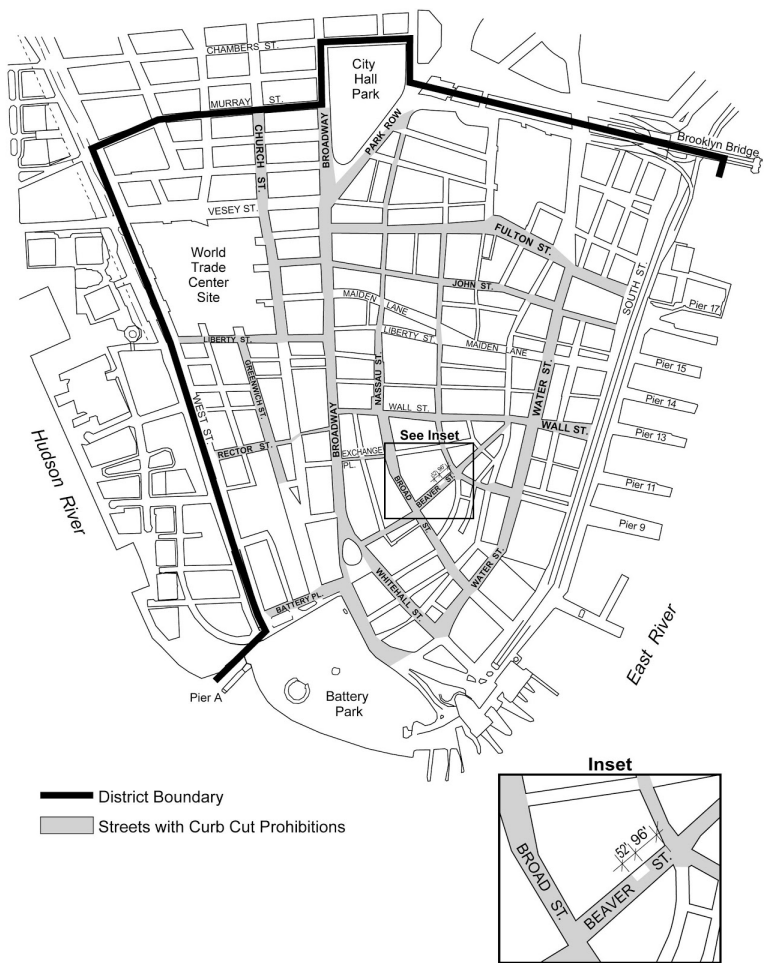 CHAMBERS ST.
City
Hall
Park
MURRAY ST.
CHURCH ST.
BROADWAY
PARK ROW
Brooklyn Bridge
VESEY ST.
FULTON ST.
World
Trade
Center
Site
JOHN ST.
SOUTH ST.
MAIDEN LANE
Pier 17
LIBERTY ST.
LIBERTY ST.
MAIDEN LANE
GREENWICH ST.
NASSAU ST.
WATER ST.
Pier 15
WEST ST.
BROADWAY
WALL ST.
WALL ST.
Pier 14
Hudson River
See Inset
Pier 13
RECTOR ST.
EXCHANGE
PL.
52' 96'
BROAD ST.
BEAVER ST.
Pier 11
Pier 9
WATER ST.
WHITEHALL ST.
BATTERY PL.
East River
Pier A
Battery
Park
Inset
District Boundary
Streets with Curb Cut Prohibitions
52' 96'
BROAD ST.
BEAVER ST.